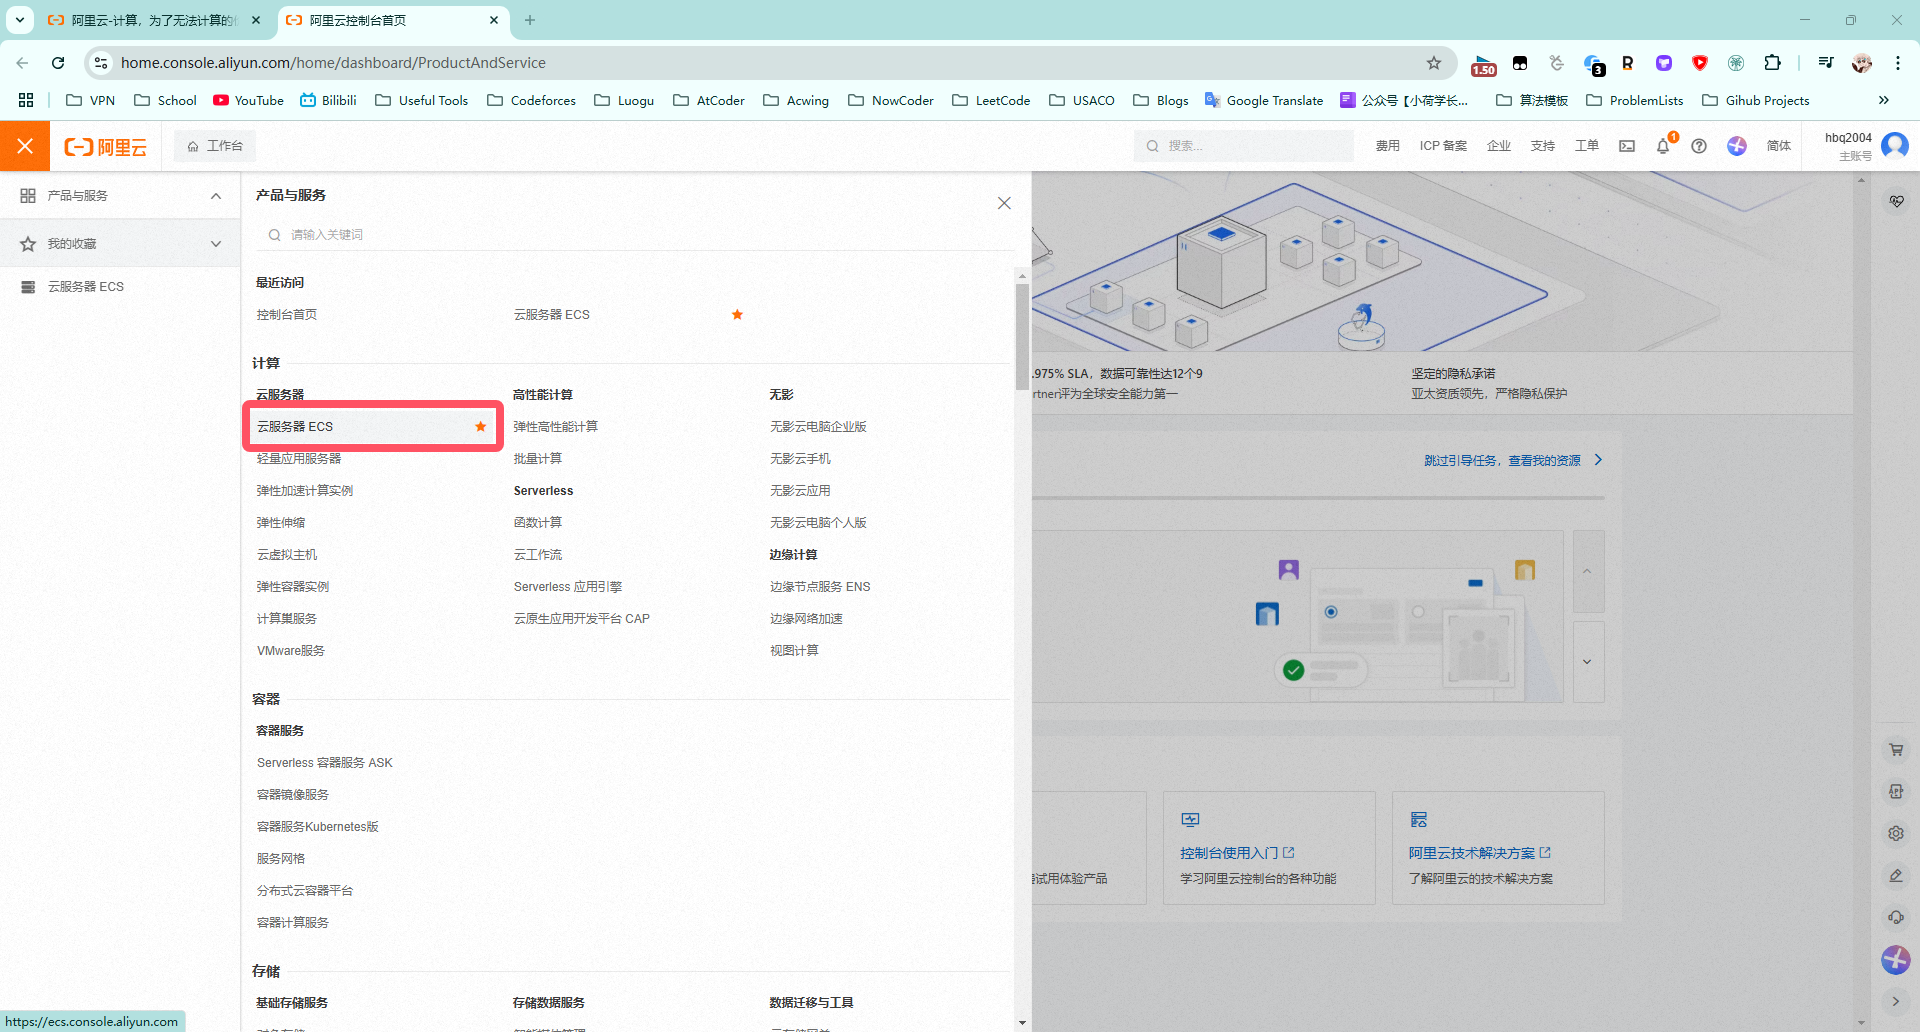 阿里云-计算，为了无法计算的
阿里云控制台首页
home.console.aliyun.com/home/dashboard/ProductAndService
1.50
3
VPN
School
YouTube
Bilibili
Useful Tools
Codeforces
Luogu
AtCoder
Acwing
NowCoder
LeetCode
USACO
Blogs
Google Translate
公众号【小荷学长...
算法模板
ProblemLists
Gihub Projects
阿里云
工作台
搜索...
费用
ICP 备案
企业
支持
工单
1
简体
hbq2004
主账号
产品与服务
我的收藏
云服务器 ECS
产品与服务
请输入关键词
最近访问
控制台首页
云服务器 ECS
计算
云服务器
云服务器 ECS
轻量应用服务器
弹性加速计算实例
弹性伸缩
云虚拟主机
弹性容器实例
计算巢服务
VMware服务
高性能计算
弹性高性能计算
批量计算
Serverless
函数计算
云工作流
Serverless 应用引擎
云原生应用开发平台 CAP
无影
无影云电脑企业版
无影云手机
无影云应用
无影云电脑个人版
边缘计算
边缘节点服务 ENS
边缘网络加速
视图计算
容器
容器服务
Serverless 容器服务 ASK
容器镜像服务
容器服务Kubernetes版
服务网格
分布式云容器平台
容器计算服务
存储
基础存储服务
存储数据服务
数据迁移与工具
.975% SLA，数据可靠性达12个9
rtner评为全球安全能力第一
坚定的隐私承诺
亚太资质领先，严格隐私保护
跳过引导任务，查看我的资源
试用体验产品
控制台使用入门
学习阿里云控制台的各种功能
阿里云技术解决方案
了解阿里云的技术解决方案
https://ecs.console.aliyun.com